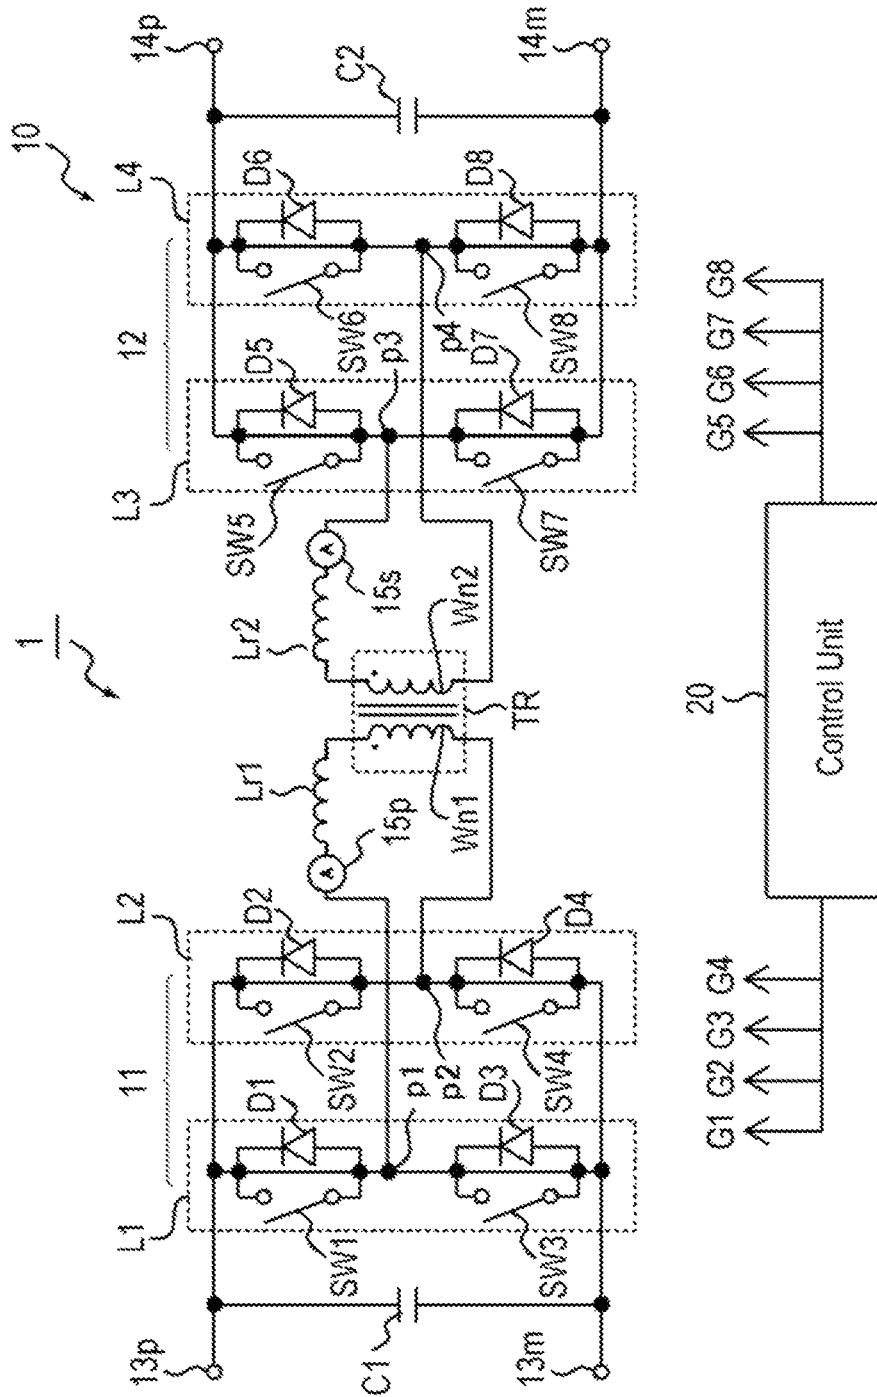 1
10
11
12
L1
L2
L3
L4
13p
14p
D1
D2
Lr1
Lr2
D5
D6
SW1
SW2
15p
15s
SW5
SW6
C1
p1
p2
p3
p4
C2
Wn1
Wn2
TR
D3
D4
D7
D8
SW3
SW4
SW7
SW8
13m
14m
G1 G2 G3 G4
20
G5 G6 G7 G8
Control Unit